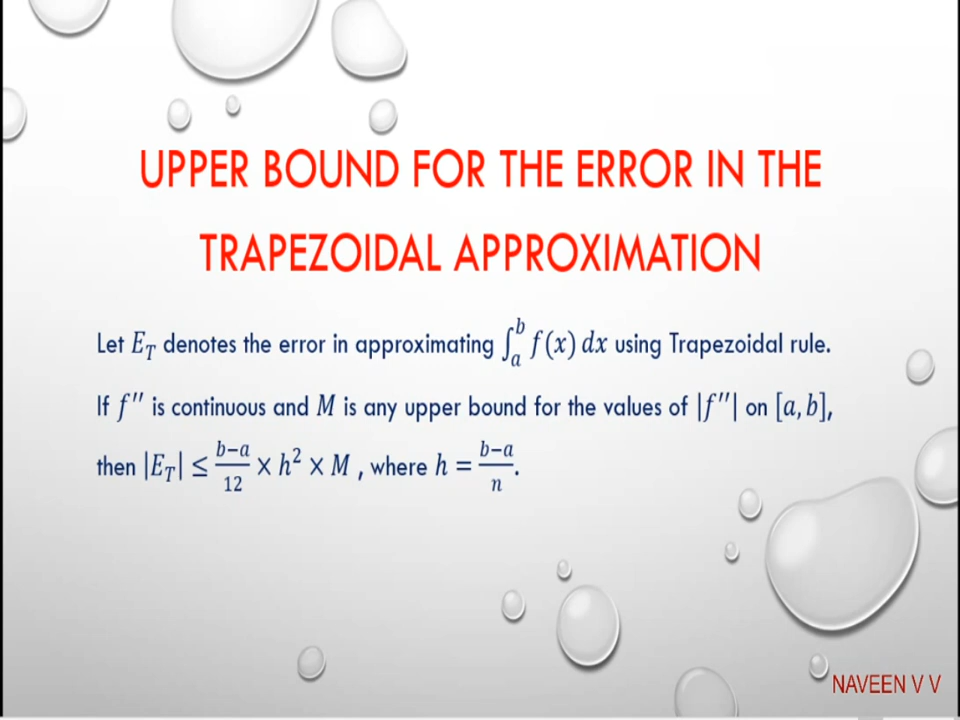 UPPER BOUND FOR THE ERROR IN THE
TRAPEZOIDAL APPROXIMATION
Let E_T denotes the error in approximating ∫_a^b f(x) dx using Trapezoidal rule.
If f″ is continuous and M is any upper bound for the values of |f″| on [a, b],
then |E_T| ≤ (b−a)/12 × h² × M , where h = (b−a)/n.
NAVEEN V V